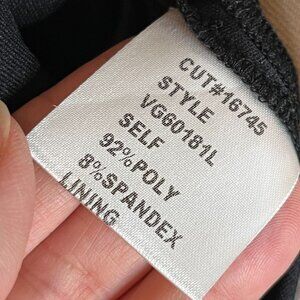 CUT#16745
STYLE
VG60181L
SELF
92%POLY
8%SPANDEX
LINING